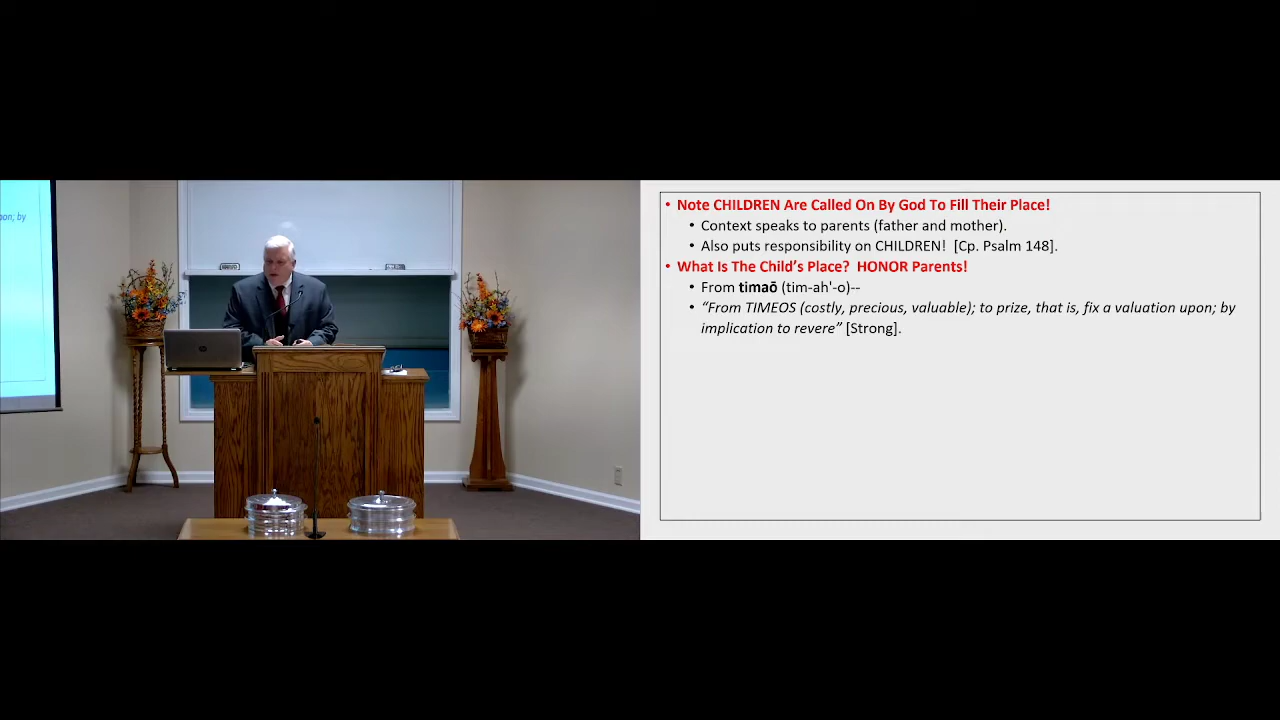 pon; by
• Note CHILDREN Are Called On By God To Fill Their Place!
• Context speaks to parents (father and mother).
• Also puts responsibility on CHILDREN!  [Cp. Psalm 148].
• What Is The Child’s Place?  HONOR Parents!
• From timaō (tim-ah'-o)--
• “From TIMEOS (costly, precious, valuable); to prize, that is, fix a valuation upon; by
implication to revere” [Strong].